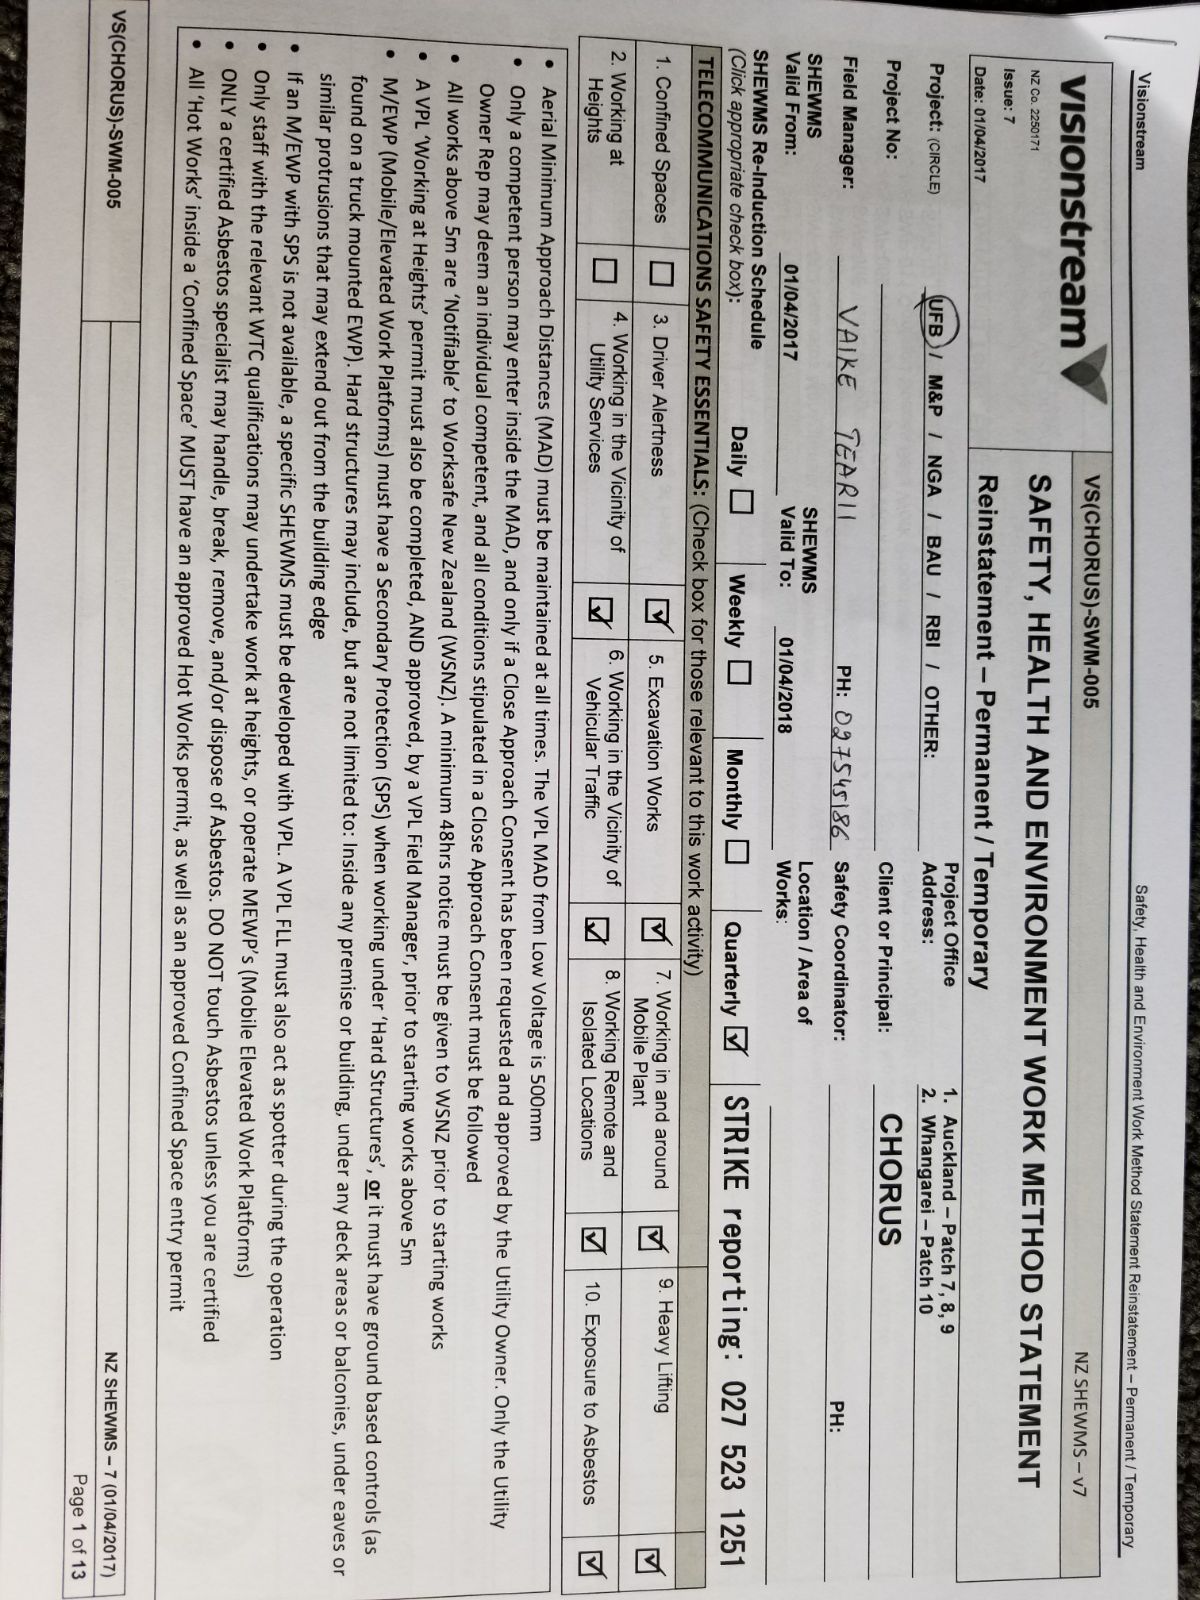 Visionstream
Safety, Health and Environment Work Method Statement Reinstatement – Permanent / Temporary
visionstream
NZ Co. 2250171
Issue: 7
Date: 01/04/2017
VS(CHORUS)-SWM-005
NZ SHEWMS – v7
SAFETY, HEALTH AND ENVIRONMENT WORK METHOD STATEMENT
Reinstatement – Permanent / Temporary
Project: (CIRCLE)
UFB / M&P / NGA / BAU / RBI / OTHER:
Project Office
Address:
1. Auckland – Patch 7, 8, 9
2. Whangarei – Patch 10
Project No:
Client or Principal:
CHORUS
Field Manager:
VAIKE TEARII
PH: 027545186
Safety Coordinator:
PH:
SHEWMS
Valid From:
01/04/2017
SHEWMS
Valid To:
01/04/2018
Location / Area of
Works:
SHEWMS Re-Induction Schedule
(Click appropriate check box):
Daily ☐
Weekly ☐
Monthly ☐
Quarterly ☑
STRIKE reporting: 027 523 1251
TELECOMMUNICATIONS SAFETY ESSENTIALS: (Check box for those relevant to this work activity)
1. Confined Spaces ☐
3. Driver Alertness ☑
5. Excavation Works ☑
7. Working in and around
Mobile Plant ☑
9. Heavy Lifting ☑
2. Working at
Heights ☐
4. Working in the Vicinity of
Utility Services ☑
6. Working in the Vicinity of
Vehicular Traffic ☑
8. Working Remote and
Isolated Locations ☑
10. Exposure to Asbestos ☑
• Aerial Minimum Approach Distances (MAD) must be maintained at all times. The VPL MAD from Low Voltage is 500mm
• Only a competent person may enter inside the MAD, and only if a Close Approach Consent has been requested and approved by the Utility Owner. Only the Utility
Owner Rep may deem an individual competent, and all conditions stipulated in a Close Approach Consent must be followed
• All works above 5m are 'Notifiable' to Worksafe New Zealand (WSNZ). A minimum 48hrs notice must be given to WSNZ prior to starting works
• A VPL 'Working at Heights' permit must also be completed, AND approved, by a VPL Field Manager, prior to starting works above 5m
• M/EWP (Mobile/Elevated Work Platforms) must have a Secondary Protection (SPS) when working under 'Hard Structures', or it must have ground based controls (as
found on a truck mounted EWP). Hard structures may include, but are not limited to: Inside any premise or building, under any deck areas or balconies, under eaves or
similar protrusions that may extend out from the building edge
• If an M/EWP with SPS is not available, a specific SHEWMS must be developed with VPL. A VPL FLL must also act as spotter during the operation
• Only staff with the relevant WTC qualifications may undertake work at heights, or operate MEWP's (Mobile Elevated Work Platforms)
• ONLY a certified Asbestos specialist may handle, break, remove, and/or dispose of Asbestos. DO NOT touch Asbestos unless you are certified
• All 'Hot Works' inside a 'Confined Space' MUST have an approved Hot Works permit, as well as an approved Confined Space entry permit
VS(CHORUS)-SWM-005
NZ SHEWMS – 7 (01/04/2017)
Page 1 of 13